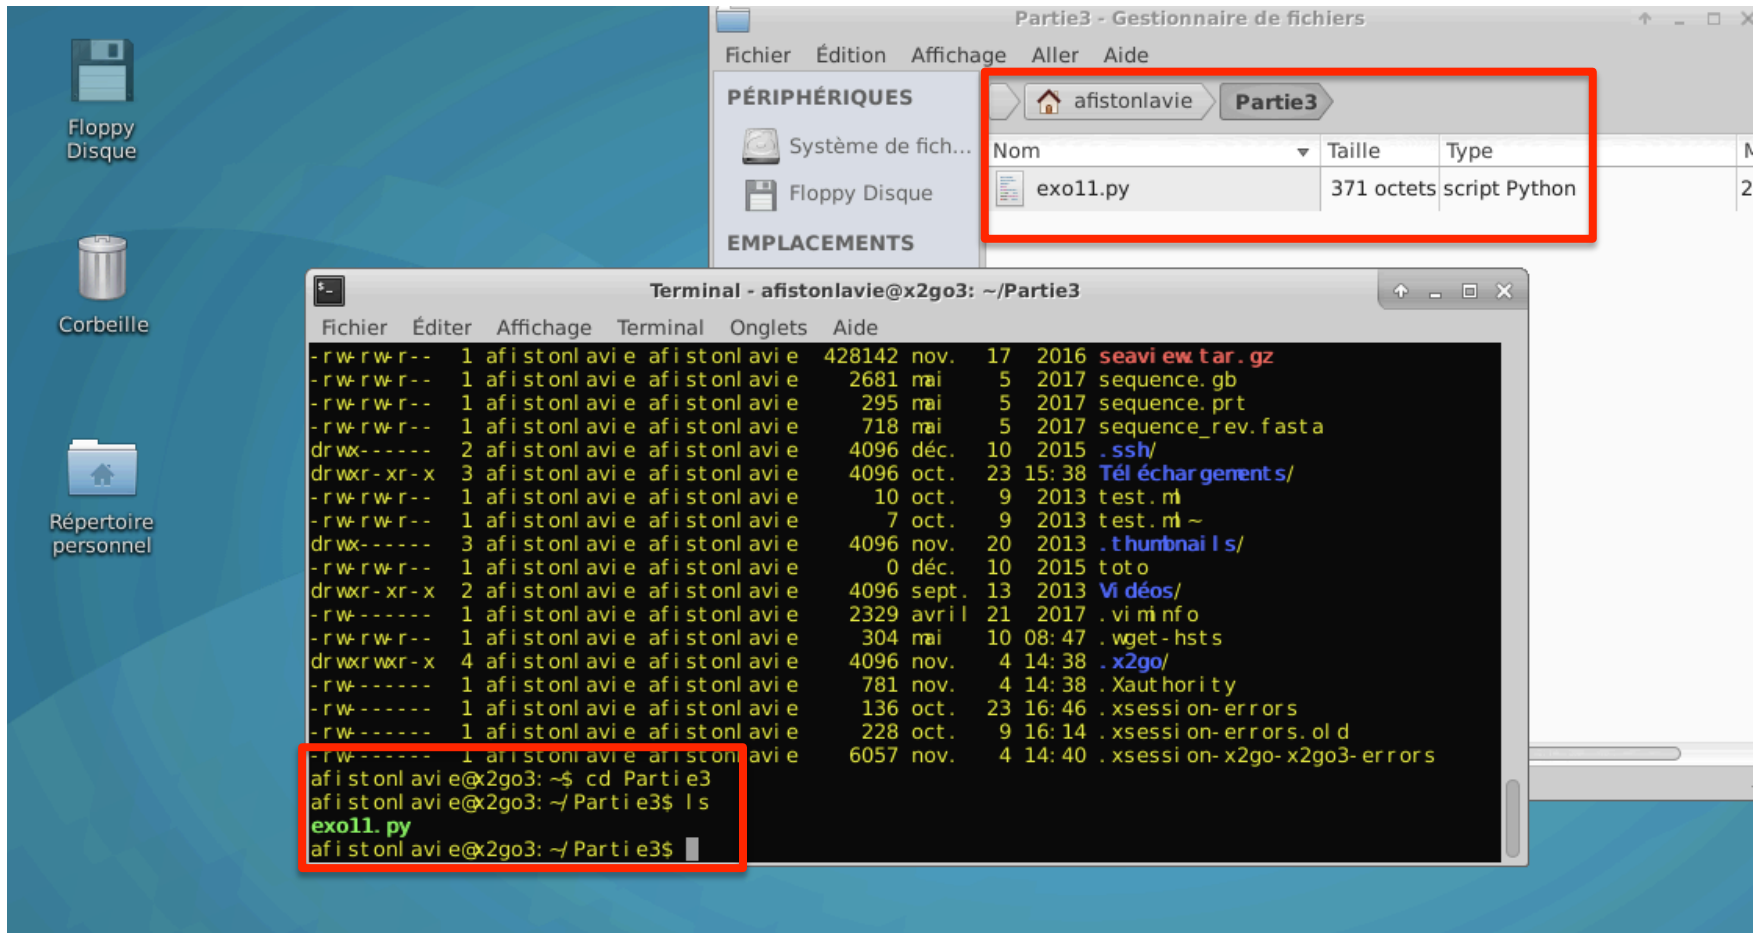 Floppy
Disque
Corbeille
Répertoire
personnel
Partie3 - Gestionnaire de fichiers
Fichier Édition Affichage Aller Aide
PÉRIPHÉRIQUES
Système de fich...
Floppy Disque
EMPLACEMENTS
afistonlavie Partie3
Nom Taille Type
exo11.py 371 octets script Python 2
Terminal - afistonlavie@x2go3: ~/Partie3
Fichier Éditer Affichage Terminal Onglets Aide
-rw-rw-r-- 1 afistonlavie afistonlavie 428142 nov. 17 2016 seaview.tar.gz
-rw-rw-r-- 1 afistonlavie afistonlavie 2681 mai 5 2017 sequence.gb
-rw-rw-r-- 1 afistonlavie afistonlavie 295 mai 5 2017 sequence.prt
-rw-rw-r-- 1 afistonlavie afistonlavie 718 mai 5 2017 sequence_rev.fasta
drwx------ 2 afistonlavie afistonlavie 4096 déc. 10 2015 .ssh/
drwxr-xr-x 3 afistonlavie afistonlavie 4096 oct. 23 15:38 Téléchargements/
-rw-rw-r-- 1 afistonlavie afistonlavie 10 oct. 9 2013 test.ml
-rw-rw-r-- 1 afistonlavie afistonlavie 7 oct. 9 2013 test.ml~
drwx------ 3 afistonlavie afistonlavie 4096 nov. 20 2013 .thumbnails/
-rw-rw-r-- 1 afistonlavie afistonlavie 0 déc. 10 2015 toto
drwxr-xr-x 2 afistonlavie afistonlavie 4096 sept. 13 2013 Vidéos/
-rw------- 1 afistonlavie afistonlavie 2329 avril 21 2017 .viminfo
-rw-rw-r-- 1 afistonlavie afistonlavie 304 mai 10 08:47 .wget-hsts
drwxrwxr-x 4 afistonlavie afistonlavie 4096 nov. 4 14:38 .x2go/
-rw------- 1 afistonlavie afistonlavie 781 nov. 4 14:38 .Xauthority
-rw------- 1 afistonlavie afistonlavie 136 oct. 23 16:46 .xsession-errors
-rw------- 1 afistonlavie afistonlavie 228 oct. 9 16:14 .xsession-errors.old
-rw------- 1 afistonlavie afistonlavie 6057 nov. 4 14:40 .xsession-x2go-x2go3-errors
afistonlavie@x2go3:~$ cd Partie3
afistonlavie@x2go3:~/Partie3$ ls
exo11.py
afistonlavie@x2go3:~/Partie3$